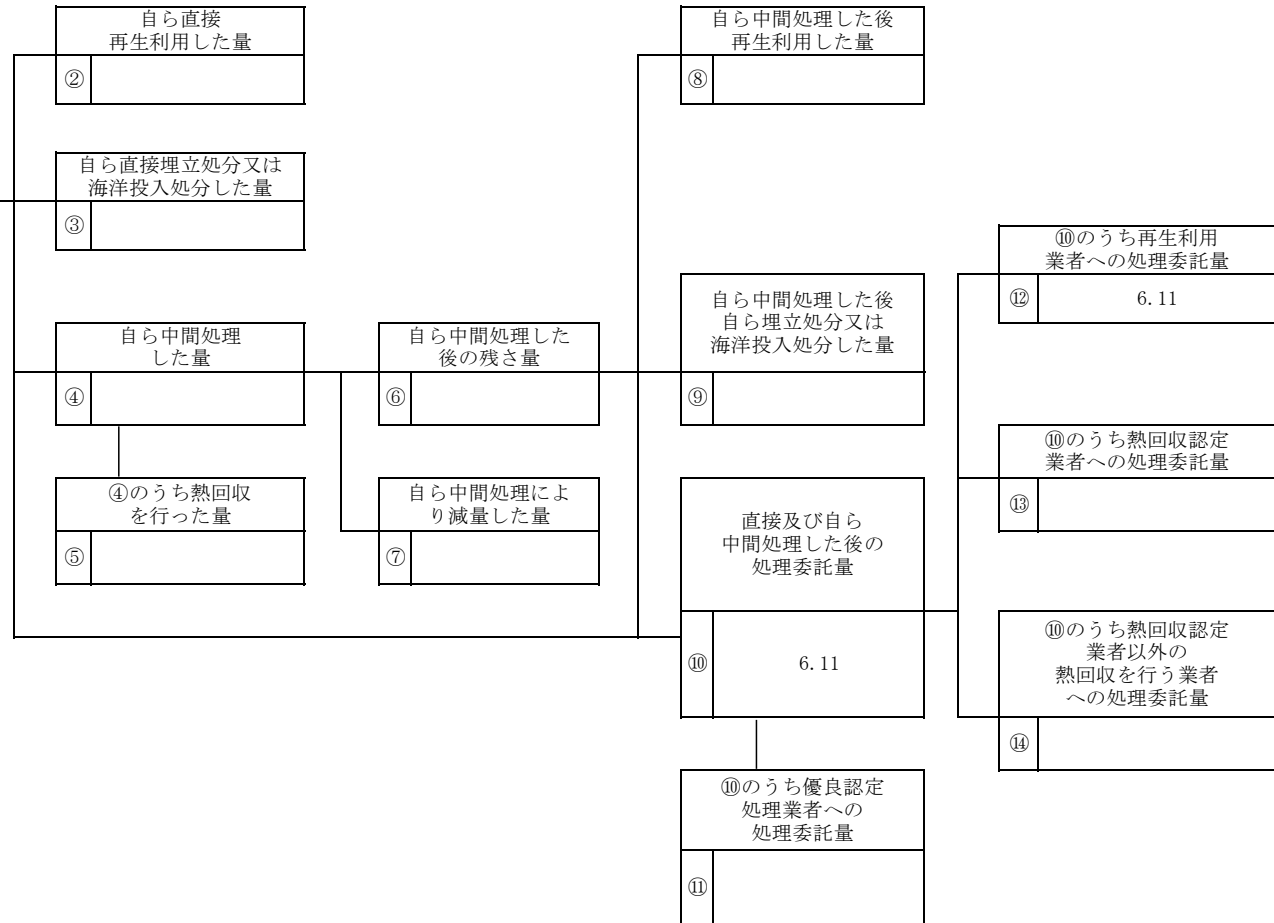 自ら直接
再生利用した量
②
自ら直接埋立処分又は
海洋投入処分した量
③
自ら中間処理
した量
④
④のうち熱回収
を行った量
⑤
自ら中間処理した
後の残さ量
⑥
自ら中間処理によ
り減量した量
⑦
自ら中間処理した後
再生利用した量
⑧
自ら中間処理した後
自ら埋立処分又は
海洋投入処分した量
⑨
直接及び自ら
中間処理した後の
処理委託量
⑩ 6.11
⑩のうち優良認定
処理業者への
処理委託量
⑪
⑩のうち再生利用
業者への処理委託量
⑫ 6.11
⑩のうち熱回収認定
業者への処理委託量
⑬
⑩のうち熱回収認定
業者以外の
熱回収を行う業者
への処理委託量
⑭